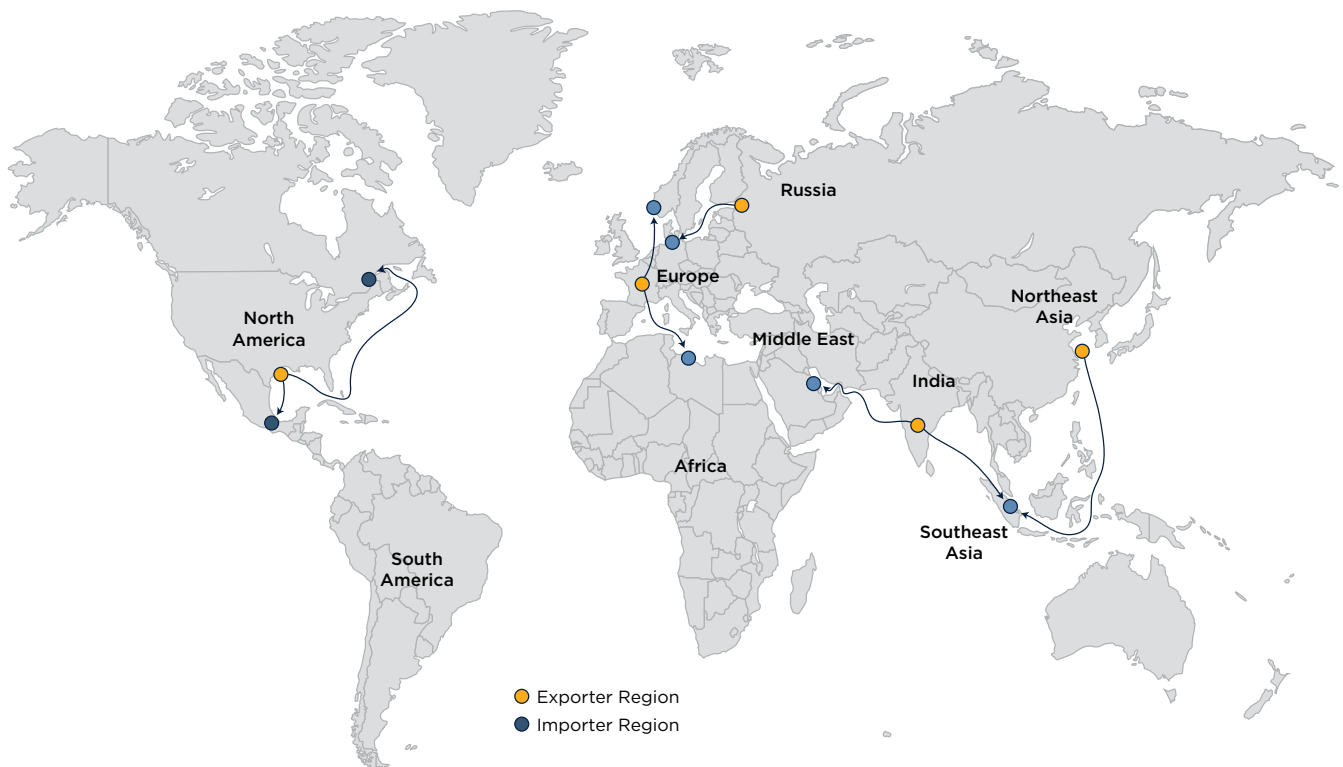 Russia
Europe
Northeast
Asia
North
America
Middle East
India
Africa
Southeast
Asia
South
America
Exporter Region
Importer Region